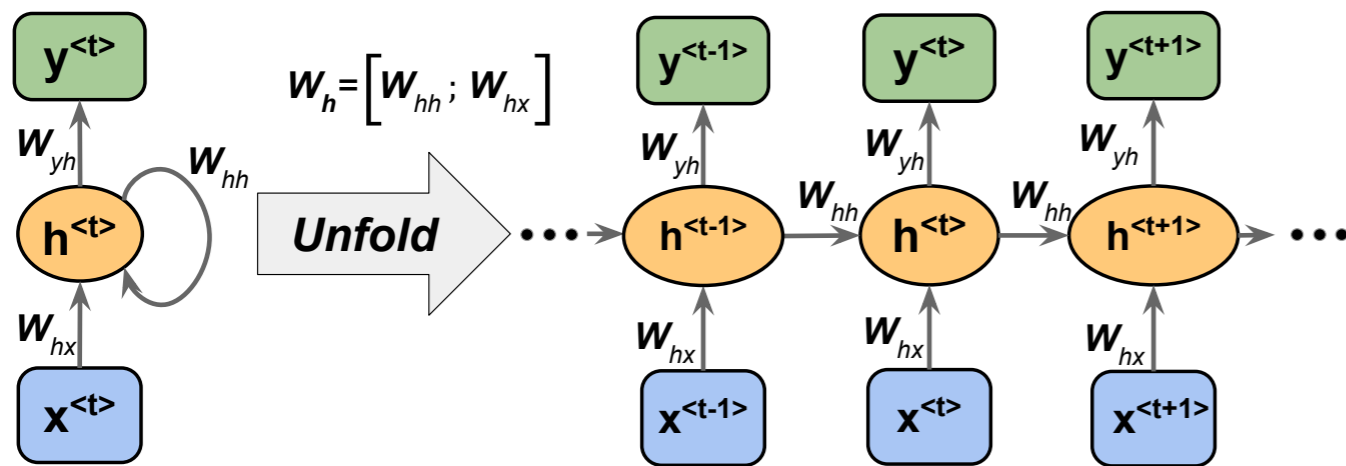 y<t>
W_yh
W_hh
h<t>
W_hx
x<t>
W_h = [W_hh ; W_hx]
Unfold
y<t-1> y<t> y<t+1>
W_yh W_yh W_yh
••• h<t-1> W_hh h<t> W_hh h<t+1> •••
W_hx W_hx W_hx
x<t-1> x<t> x<t+1>